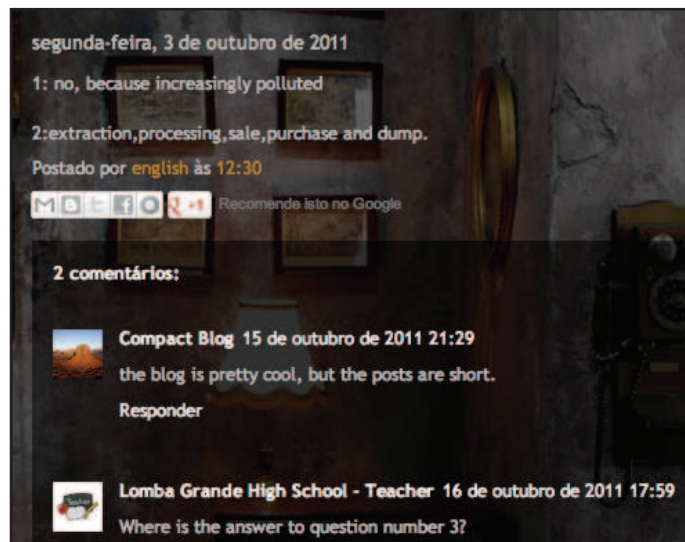 segunda-feira, 3 de outubro de 2011
1: no, because increasingly polluted
2:extraction,processing,sale,purchase and dump.
Postado por english às 12:30
+1 Recomende isto no Google
2 comentários:
Compact Blog 15 de outubro de 2011 21:29
the blog is pretty cool, but the posts are short.
Responder
Lomba Grande High School - Teacher 16 de outubro de 2011 17:59
Where is the answer to question number 3?